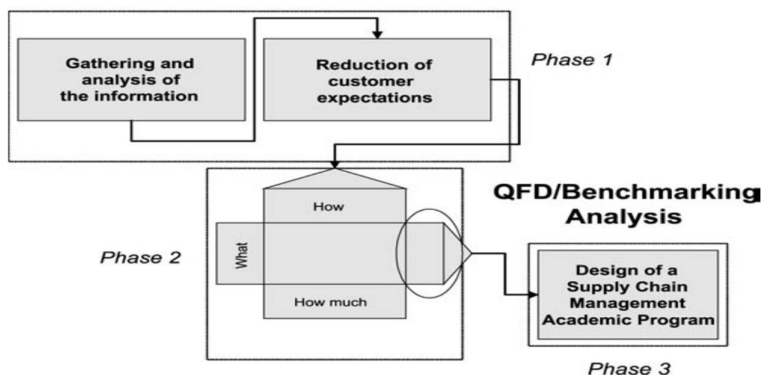 Gathering and
analysis of
the information
Reduction of
customer
expectations
Phase 1
How
What
How much
Phase 2
QFD/Benchmarking
Analysis
Design of a
Supply Chain
Management
Academic Program
Phase 3